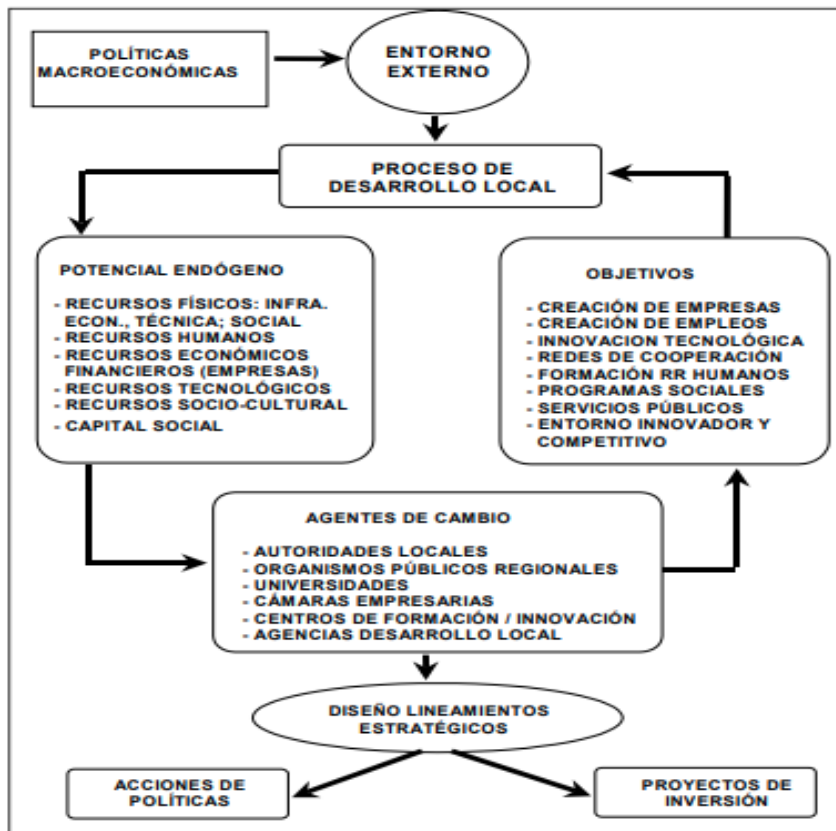 POLÍTICAS
MACROECONÓMICAS
ENTORNO
EXTERNO
PROCESO DE
DESARROLLO LOCAL
POTENCIAL ENDÓGENO
- RECURSOS FÍSICOS: INFRA.
ECON., TÉCNICA; SOCIAL
- RECURSOS HUMANOS
- RECURSOS ECONÓMICOS
FINANCIEROS (EMPRESAS)
- RECURSOS TECNOLÓGICOS
- RECURSOS SOCIO-CULTURAL
- CAPITAL SOCIAL
OBJETIVOS
- CREACIÓN DE EMPRESAS
- CREACIÓN DE EMPLEOS
- INNOVACION TECNOLÓGICA
- REDES DE COOPERACIÓN
- FORMACIÓN RR HUMANOS
- PROGRAMAS SOCIALES
- SERVICIOS PÚBLICOS
- ENTORNO INNOVADOR Y
COMPETITIVO
AGENTES DE CAMBIO
- AUTORIDADES LOCALES
- ORGANISMOS PÚBLICOS REGIONALES
- UNIVERSIDADES
- CÁMARAS EMPRESARIAS
- CENTROS DE FORMACIÓN / INNOVACIÓN
- AGENCIAS DESARROLLO LOCAL
DISEÑO LINEAMIENTOS
ESTRATÉGICOS
ACCIONES DE
POLÍTICAS
PROYECTOS DE
INVERSIÓN